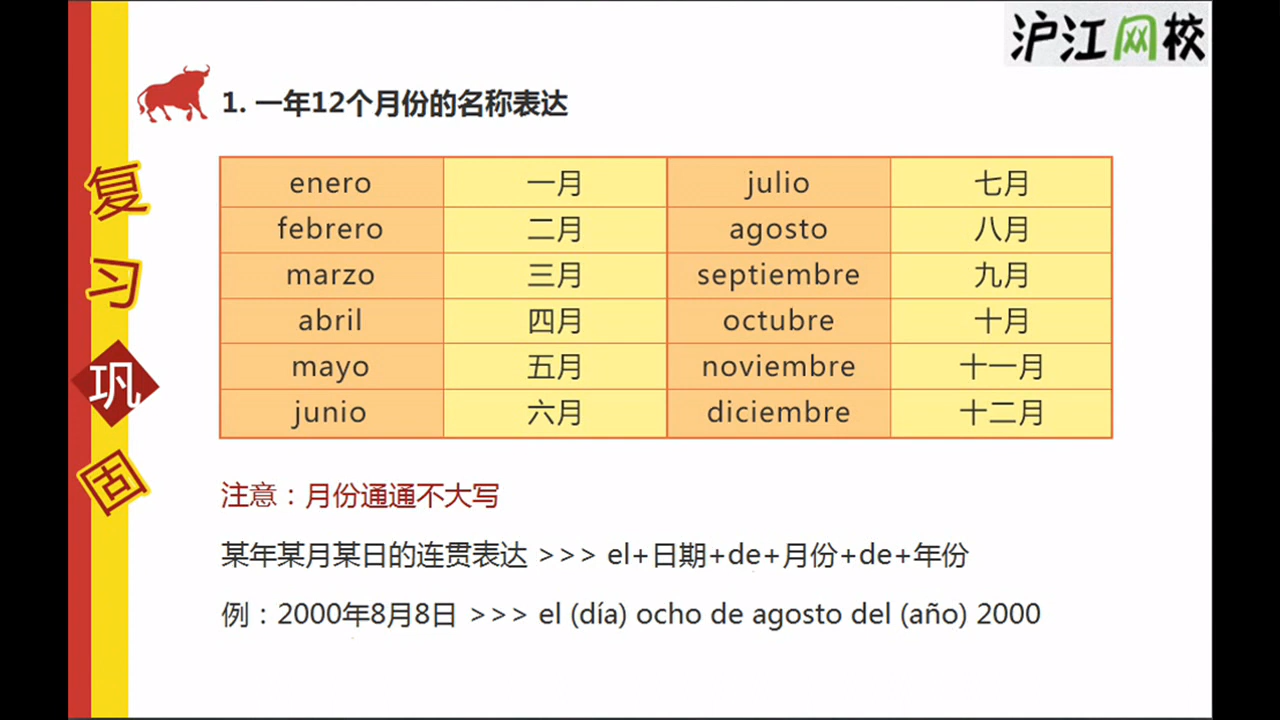 沪江网校
1. 一年12个月份的名称表达
复
习
巩
固
enero 一月 julio 七月
febrero 二月 agosto 八月
marzo 三月 septiembre 九月
abril 四月 octubre 十月
mayo 五月 noviembre 十一月
junio 六月 diciembre 十二月
注意：月份通通不大写
某年某月某日的连贯表达 >>> el+日期+de+月份+de+年份
例：2000年8月8日 >>> el (día) ocho de agosto del (año) 2000